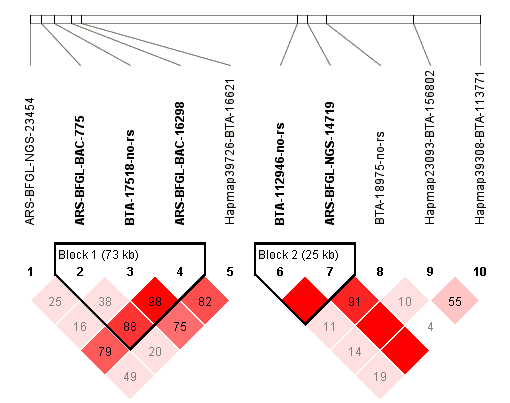 ARS-BFGL-NGS-23454
ARS-BFGL-BAC-775
BTA-17518-no-rs
ARS-BFGL-BAC-16298
Hapmap39726-BTA-16621
BTA-112946-no-rs
ARS-BFGL-NGS-14719
BTA-18975-no-rs
Hapmap23093-BTA-156802
Hapmap39308-BTA-113771
Block 1 (73 kb) Block 2 (25 kb)
1 2 3 4 5 6 7 8 9 10
25 38 98 82 91 10 55
16 88 75 11 4
79 20 14
49 19